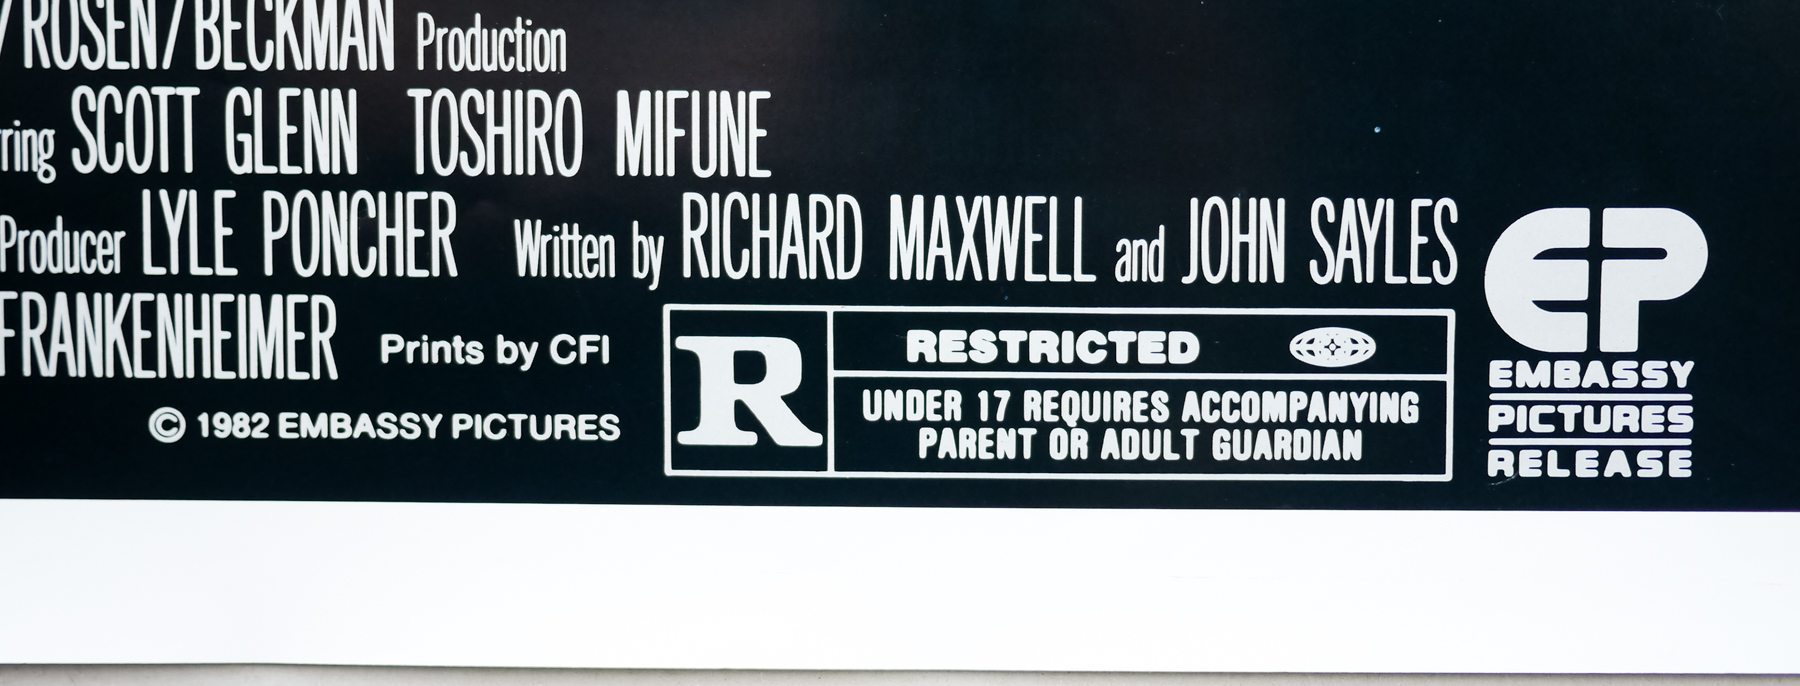 /ROSEN/BECKMAN Production
rring SCOTT GLENN TOSHIRO MIFUNE
Producer LYLE PONCHER Written by RICHARD MAXWELL and JOHN SAYLES
FRANKENHEIMER Prints by CFI
© 1982 EMBASSY PICTURES
R
RESTRICTED
UNDER 17 REQUIRES ACCOMPANYING
PARENT OR ADULT GUARDIAN
EP
EMBASSY
PICTURES
RELEASE